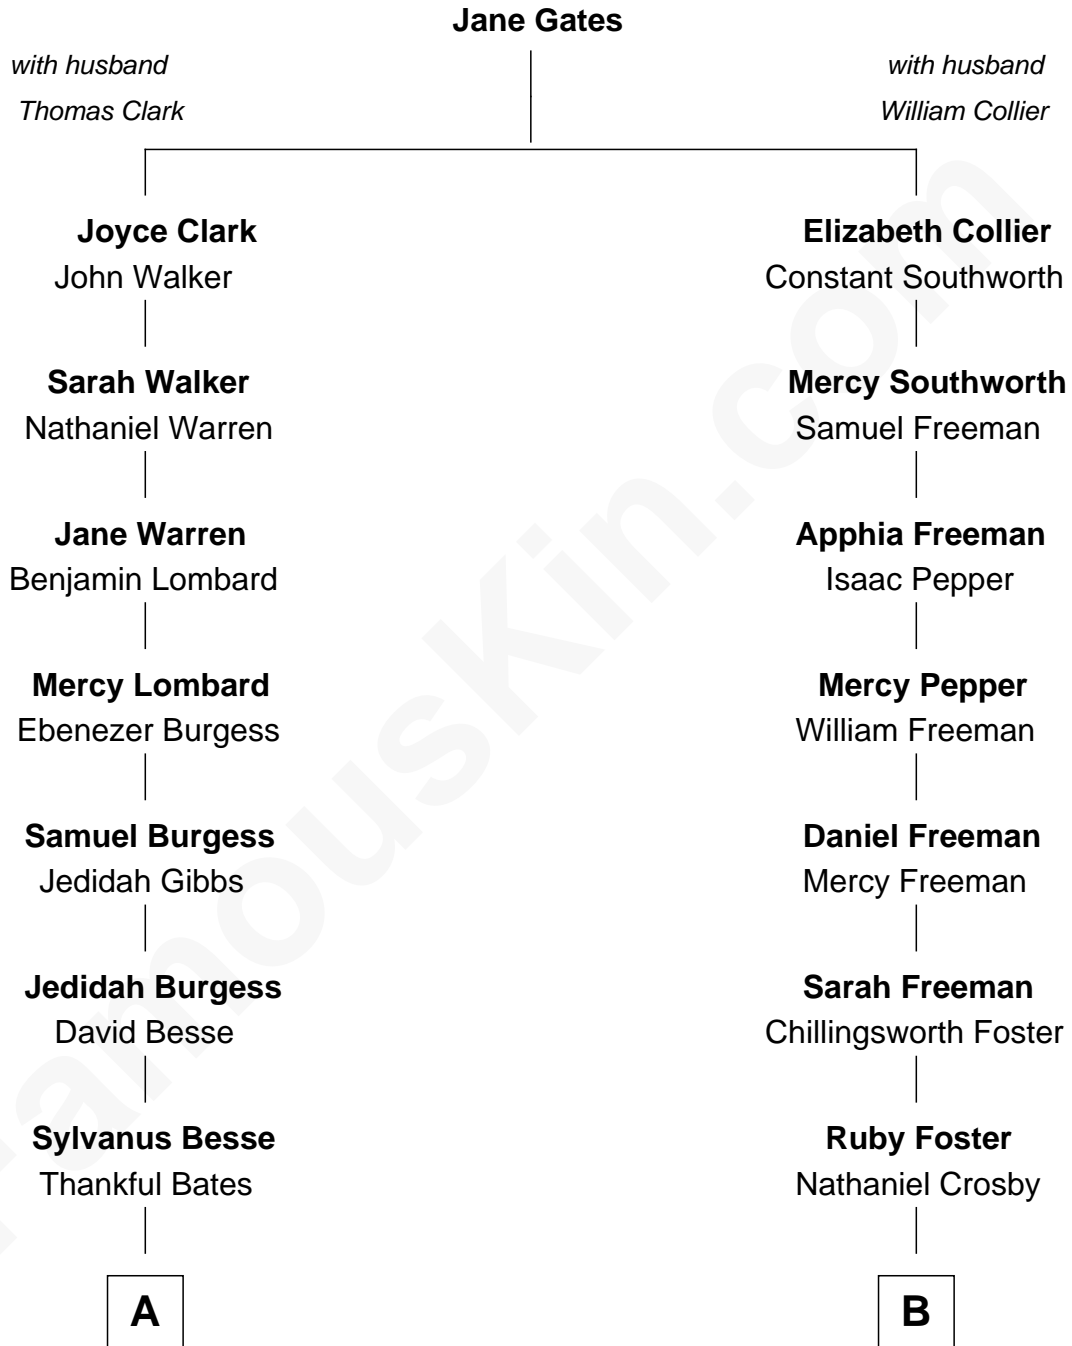 Jane Gates
with husband
Thomas Clark
with husband
William Collier
Joyce Clark
John Walker
Elizabeth Collier
Constant Southworth
Sarah Walker
Nathaniel Warren
Mercy Southworth
Samuel Freeman
Jane Warren
Benjamin Lombard
Apphia Freeman
Isaac Pepper
Mercy Lombard
Ebenezer Burgess
Mercy Pepper
William Freeman
Samuel Burgess
Jedidah Gibbs
Daniel Freeman
Mercy Freeman
Jedidah Burgess
David Besse
Sarah Freeman
Chillingsworth Foster
Sylvanus Besse
Thankful Bates
Ruby Foster
Nathaniel Crosby
A
B
FamousKin.com